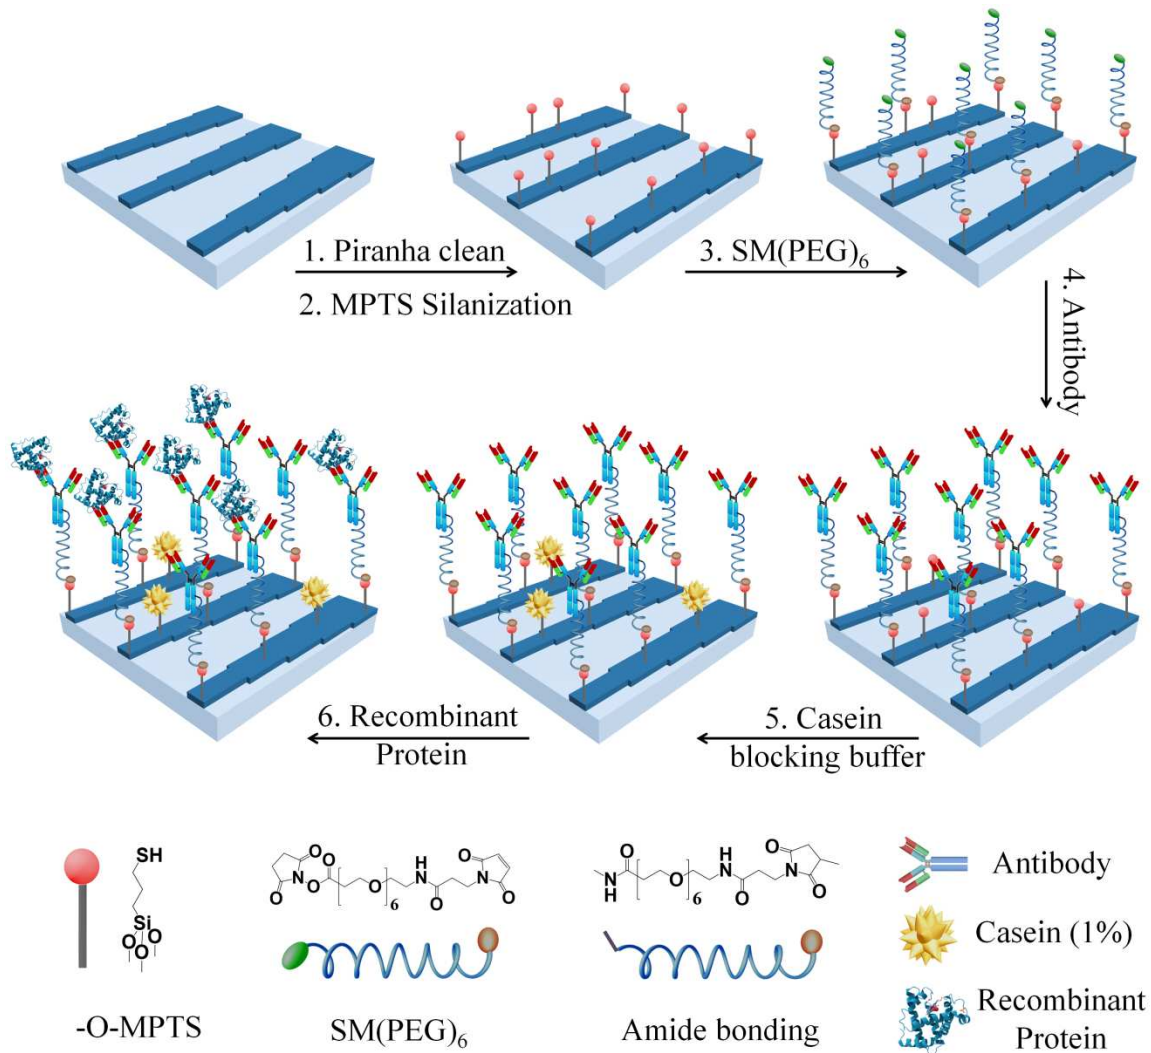 1. Piranha clean
2. MPTS Silanization
3. SM(PEG)6
4. Antibody
5. Casein
blocking buffer
6. Recombinant
Protein
SH
Si
O O
O
O
O
N
O
O
O
O
6
H
N
O
O
N
O
O
N
H
O
6
H
N
O
O
N
O
Antibody
Casein (1%)
Recombinant
Protein
-O-MPTS
SM(PEG)6
Amide bonding